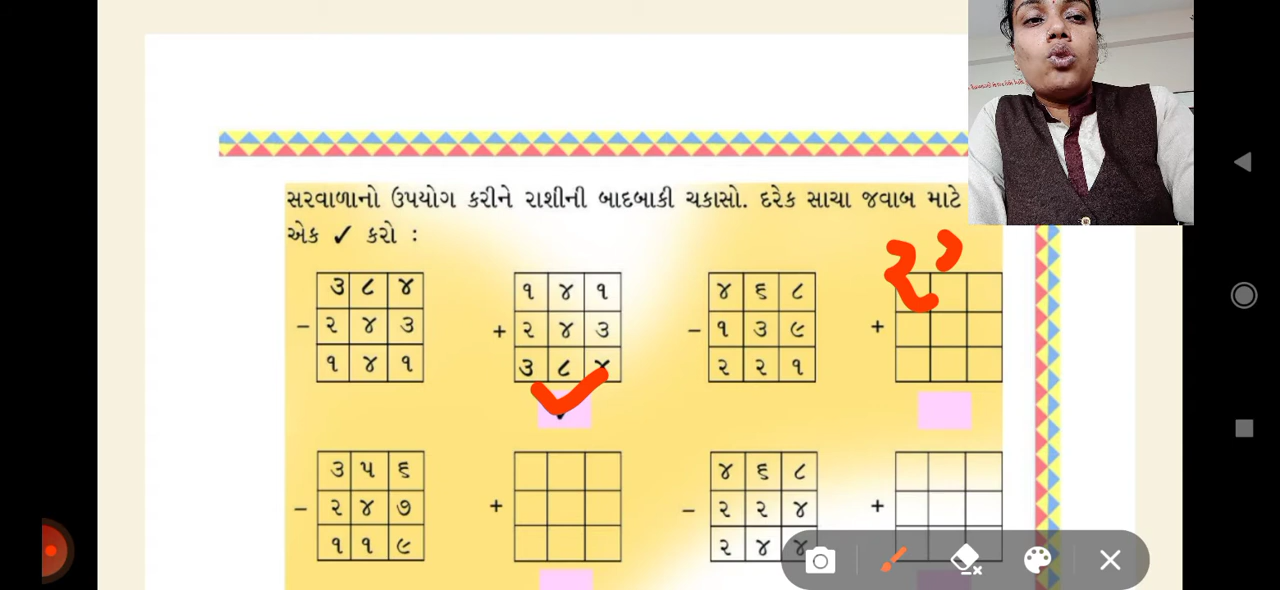 સરવાળાનો ઉપયોગ કરીને રાશીની બાદબાકી ચકાસો. દરેક સાચા જવાબ માટે
એક ✓ કરો :
૩ ૮ ૪
- ૨ ૪ ૩
૧ ૪ ૧
૧ ૪ ૧
+ ૨ ૪ ૩
૩ ૮ ૪
✓
૪ ૬ ૮
- ૧ ૩ ૯
૨ ૨ ૧
૨
+
૩ ૫ ૬
- ૨ ૪ ૭
૧ ૧ ૯
+
૪ ૬ ૮
- ૨ ૨ ૪
૨ ૪ ૪
+